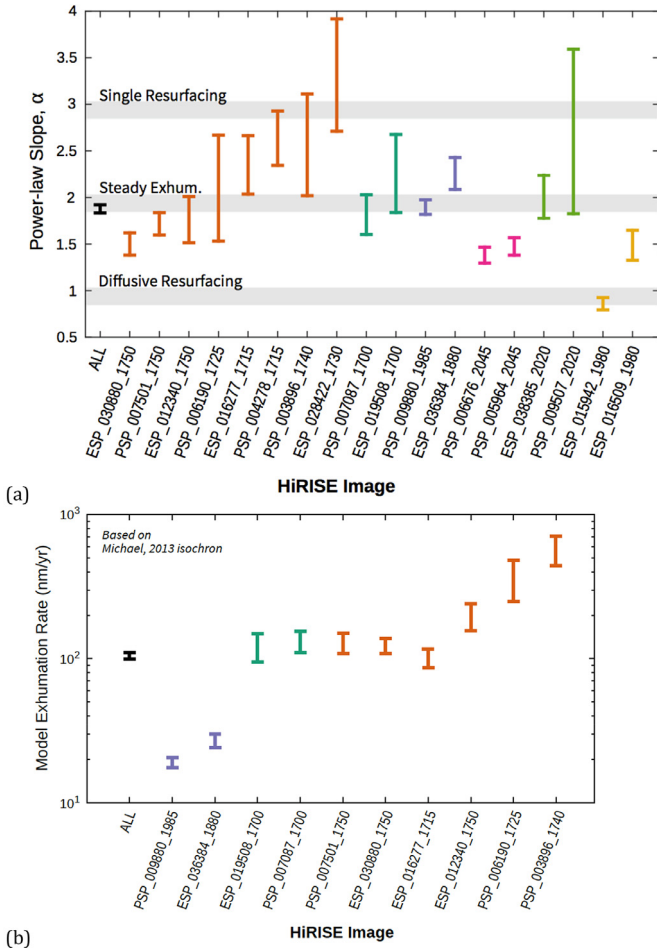 4
3.5
3
2.5
2
1.5
1
0.5
Power-law Slope, α
Single Resurfacing
Steady Exhum.
Diffusive Resurfacing
ALL
ESP_030880_1750
PSP_007501_1750
ESP_012240_1750
PSP_006190_1725
ESP_016277_1715
PSP_004278_1715
PSP_003896_1740
ESP_028422_1730
PSP_007087_1700
ESP_019508_1700
PSP_009880_1985
ESP_036384_1880
PSP_006676_2045
PSP_005964_2045
ESP_038385_2020
PSP_009507_2020
ESP_015942_1980
ESP_016509_1980
HiRISE Image
(a)
10³
10²
10¹
Model Exhumation Rate (nm/yr)
Based on
Michael, 2013 isochron
ALL
PSP_009880_1985
ESP_036384_1880
ESP_019508_1700
PSP_007087_1700
PSP_007501_1750
ESP_030880_1750
ESP_016277_1715
ESP_012240_1750
PSP_006190_1725
PSP_003896_1740
HiRISE Image
(b)